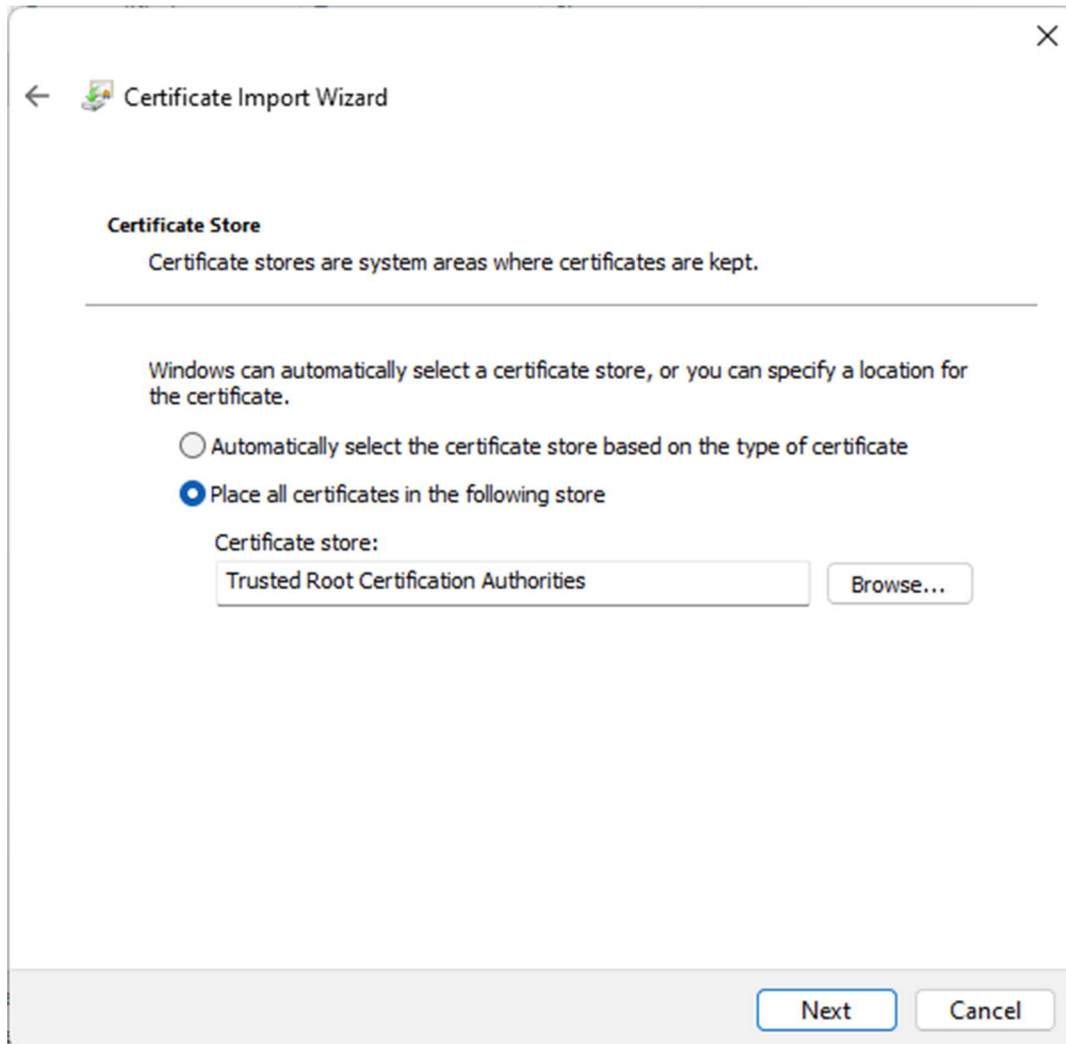 Certificate Import Wizard
Certificate Store
Certificate stores are system areas where certificates are kept.
Windows can automatically select a certificate store, or you can specify a location for
the certificate.
Automatically select the certificate store based on the type of certificate
Place all certificates in the following store
Certificate store:
Trusted Root Certification Authorities
Browse...
Next
Cancel